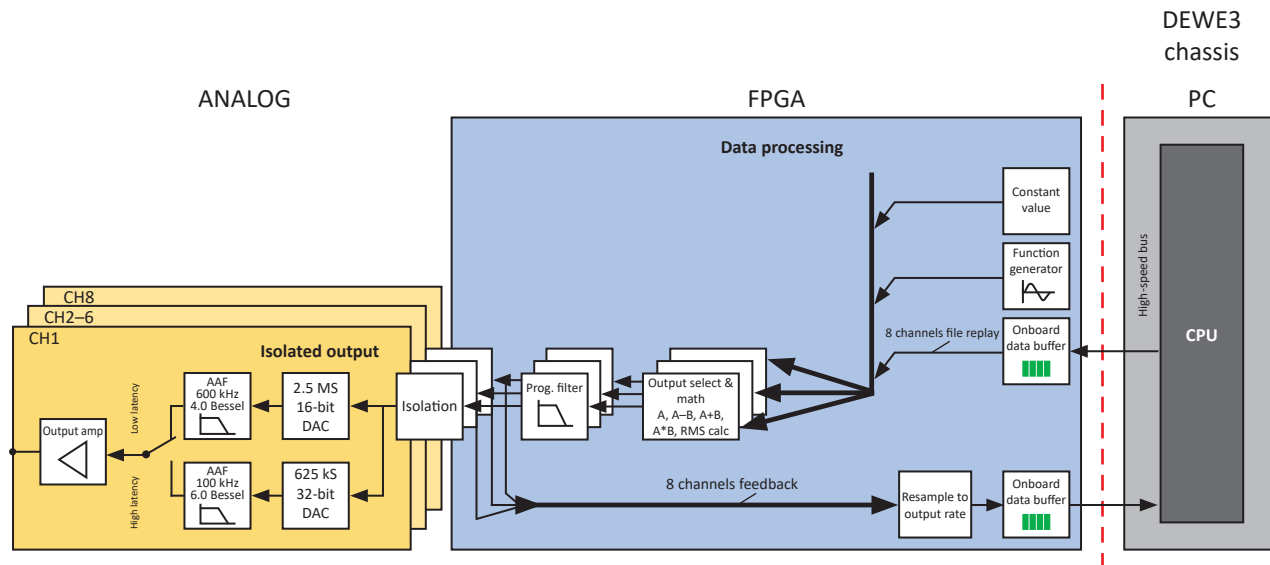 DEWE3
chassis
ANALOG
FPGA
PC
Data processing
Constant
value
Function
generator
High-speed bus
CPU
8 channels file replay
Onboard
data buffer
CH8
CH2–6
CH1
Isolated output
Isolation
Prog. filter
Output select &
math
A, A–B, A+B,
A*B, RMS calc
Low latency
AAF
600 kHz
4.0 Bessel
2.5 MS
16-bit
DAC
Output amp
High latency
AAF
100 kHz
6.0 Bessel
625 kS
32-bit
DAC
8 channels feedback
Resample to
output rate
Onboard
data buffer